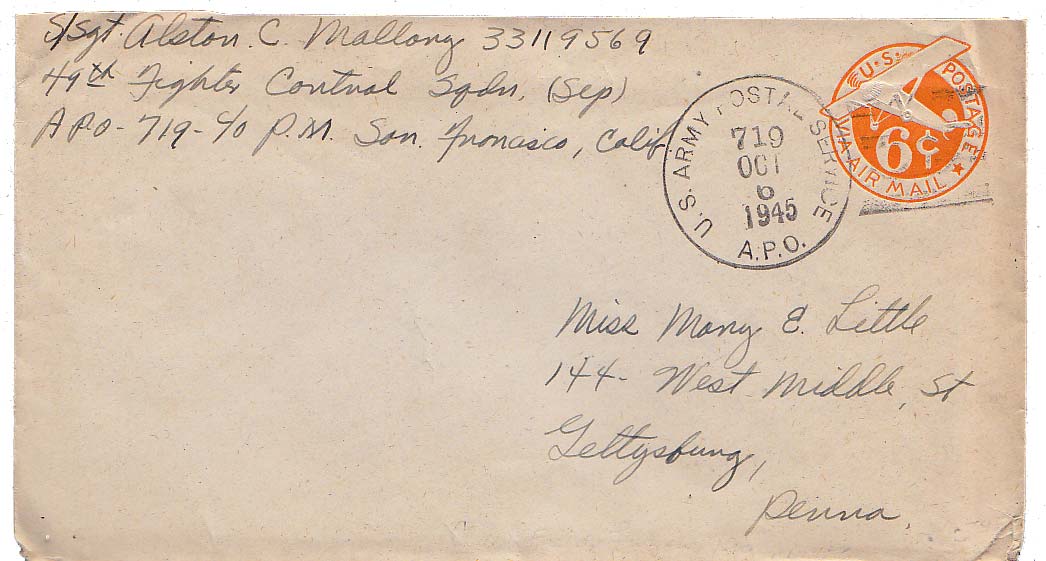 S/Sgt. Alston. C. Mallory 33119569
49th Fighter Control Sqdn. (Sep)
APO - 719 - c/o P.M. San. Francisco, Calif
U.S. ARMY POSTAL SERVICE
719
OCT
6
1945
A.P.O.
U.S. POSTAGE
VIA-AIR MAIL
6¢
Miss Mary E. Little
144 - West Middle, St
Gettysburg,
Penna.